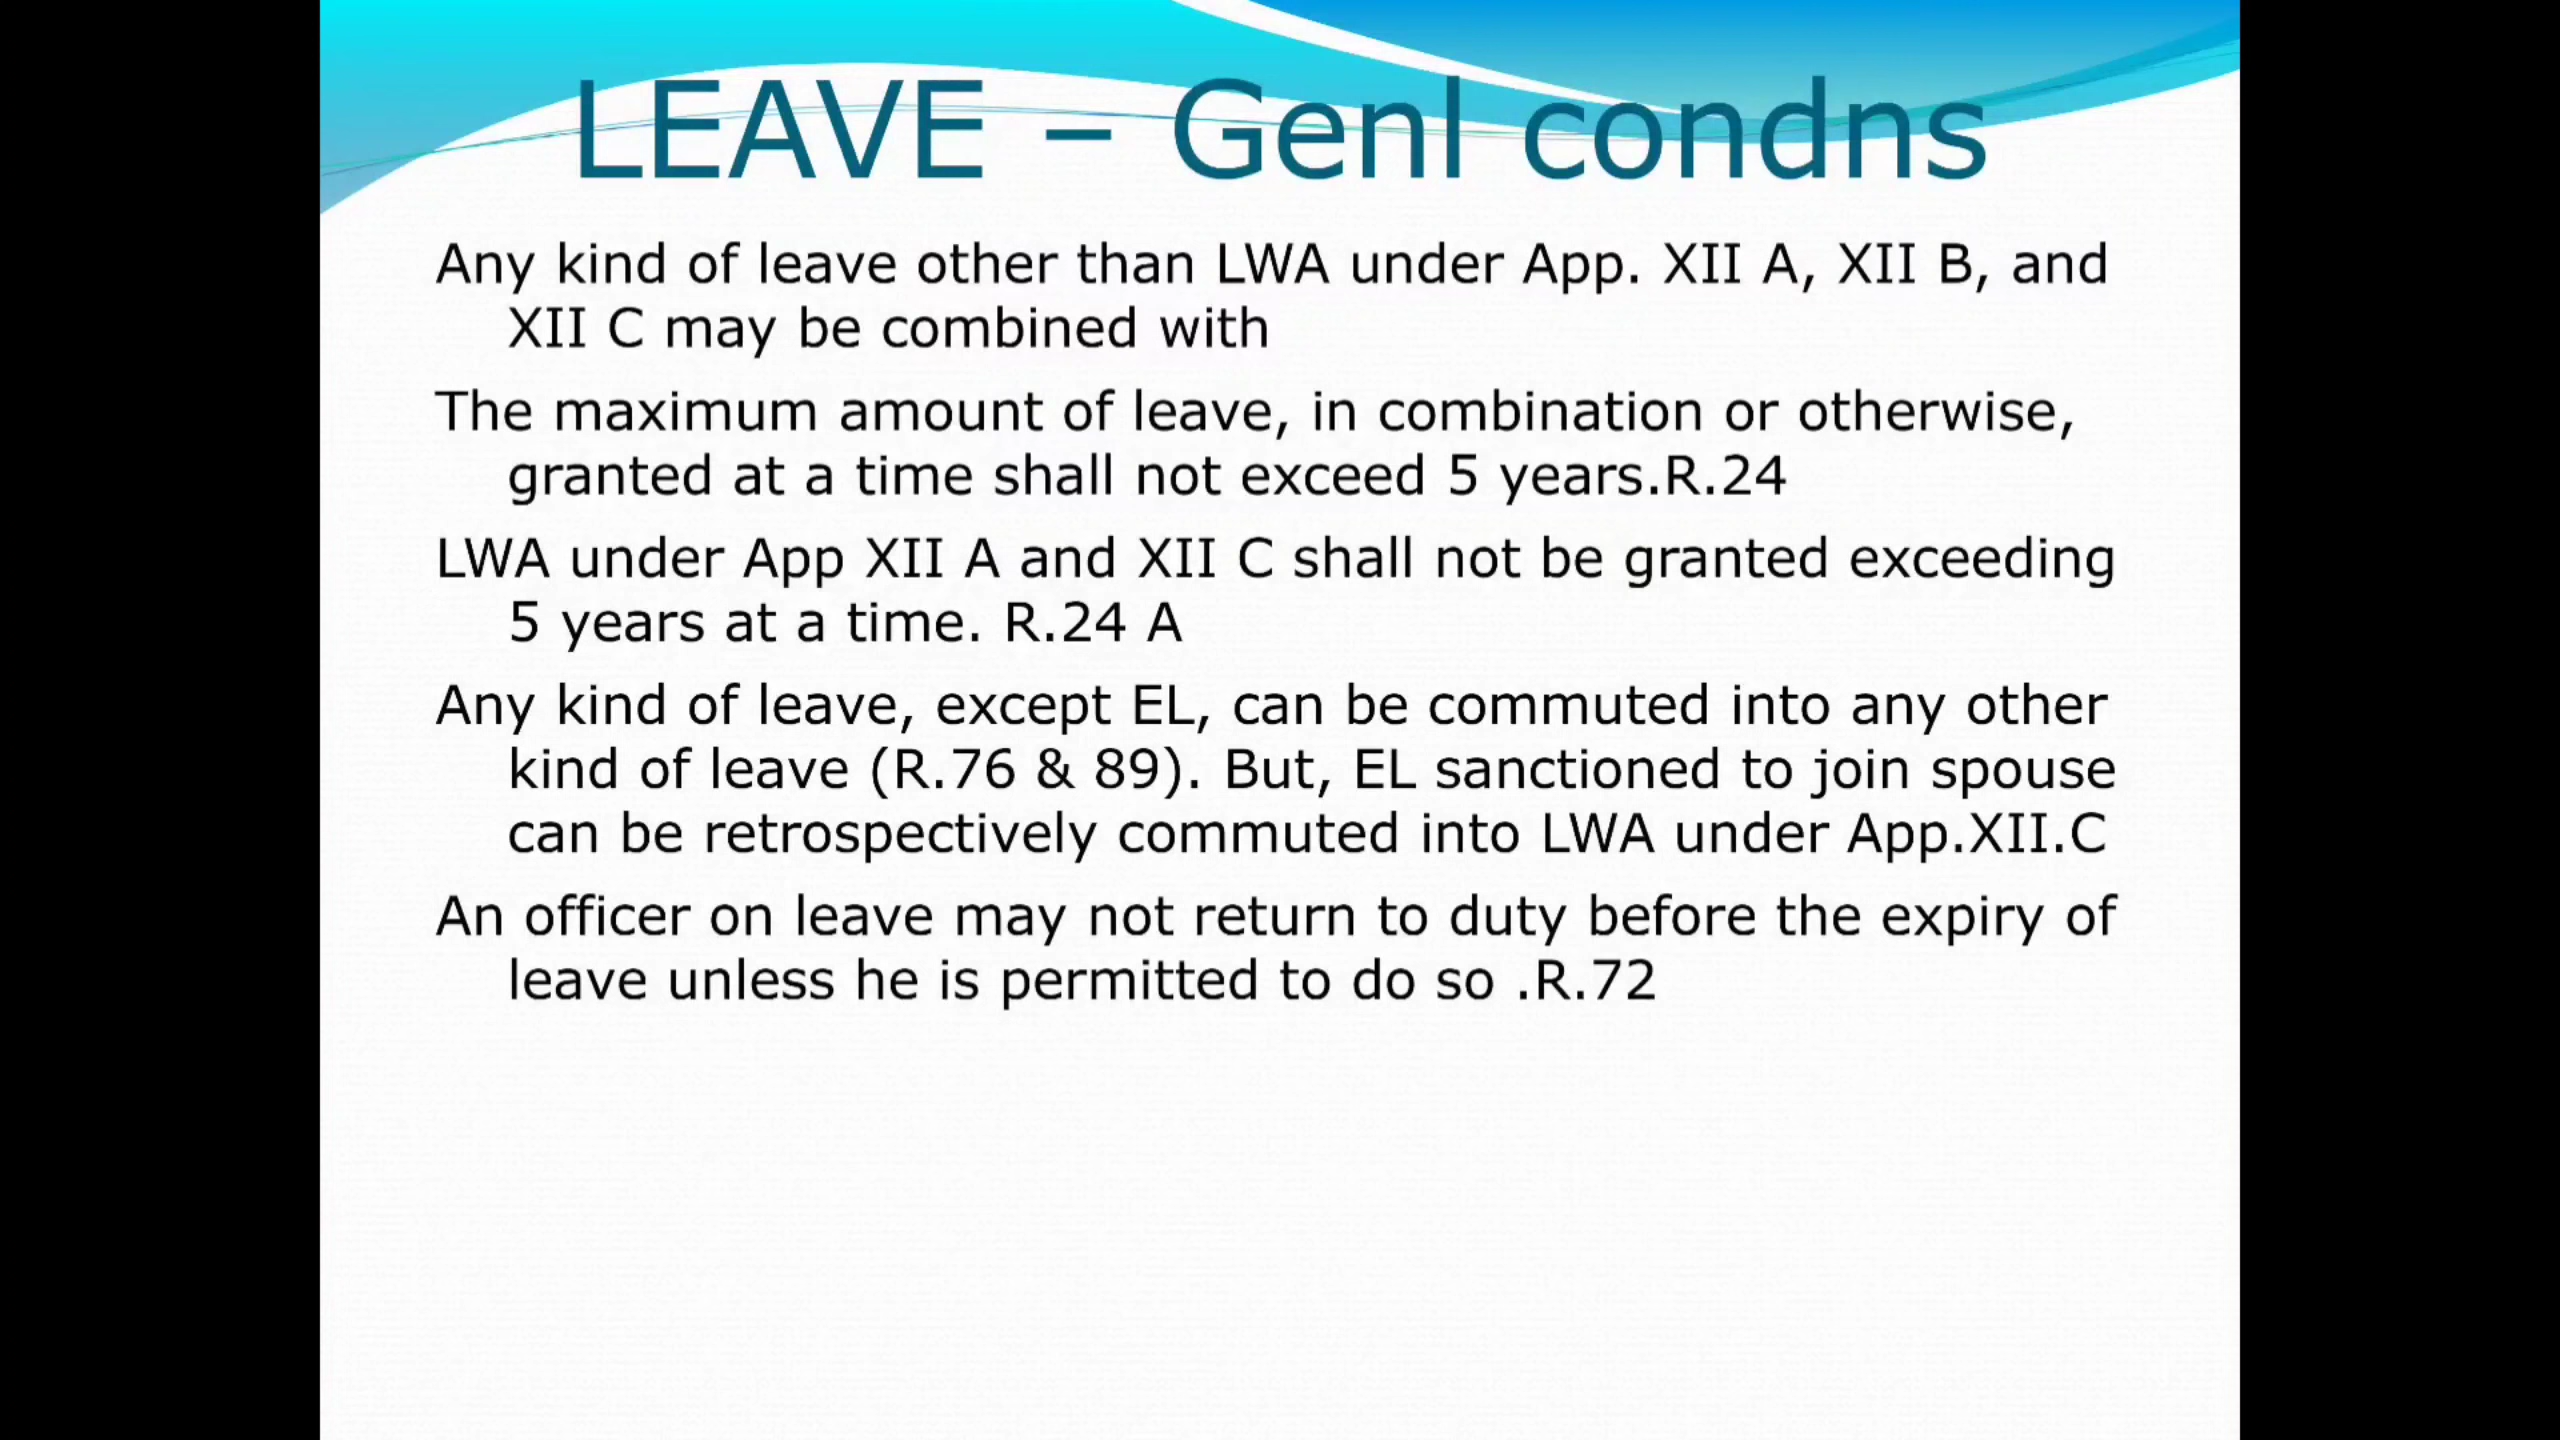 LEAVE – Genl condns
Any kind of leave other than LWA under App. XII A, XII B, and
XII C may be combined with
The maximum amount of leave, in combination or otherwise,
granted at a time shall not exceed 5 years.R.24
LWA under App XII A and XII C shall not be granted exceeding
5 years at a time. R.24 A
Any kind of leave, except EL, can be commuted into any other
kind of leave (R.76 & 89). But, EL sanctioned to join spouse
can be retrospectively commuted into LWA under App.XII.C
An officer on leave may not return to duty before the expiry of
leave unless he is permitted to do so .R.72